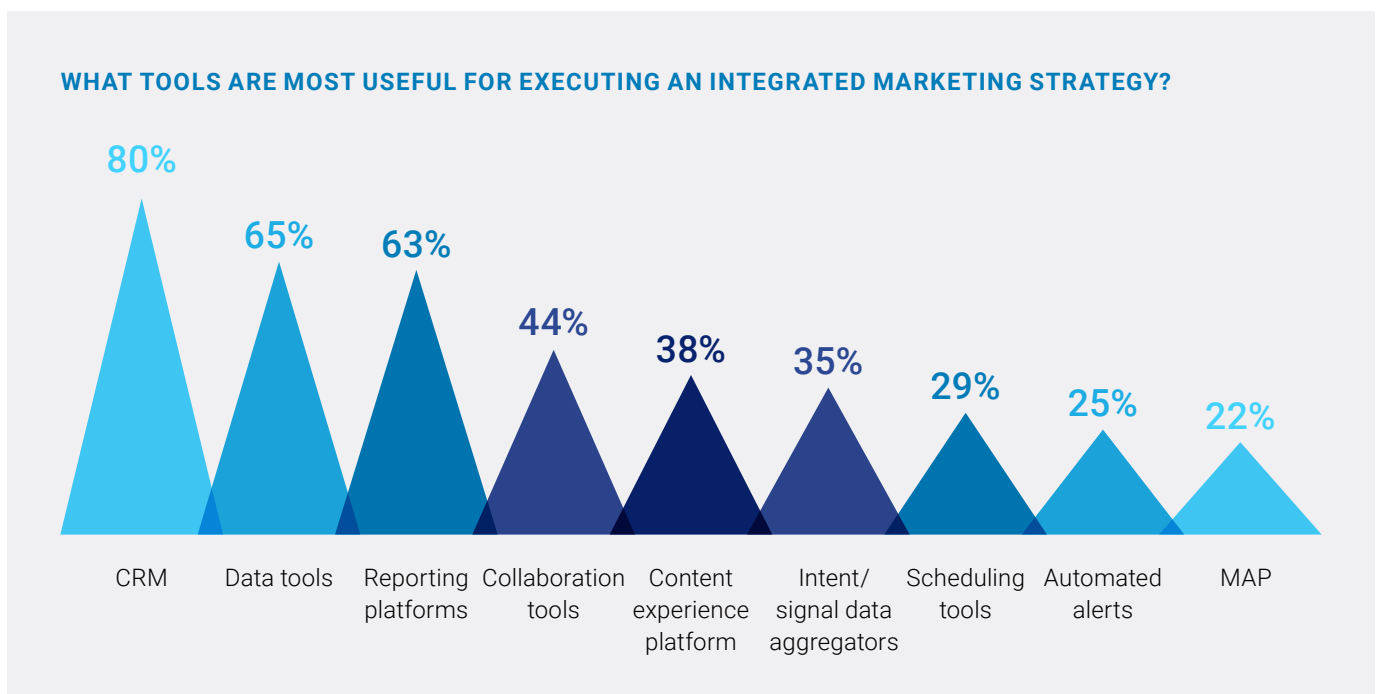 WHAT TOOLS ARE MOST USEFUL FOR EXECUTING AN INTEGRATED MARKETING STRATEGY?
80%
65%
63%
44%
38%
35%
29%
25%
22%
CRM
Data tools
Reporting
platforms
Collaboration
tools
Content
experience
platform
Intent/
signal data
aggregators
Scheduling
tools
Automated
alerts
MAP